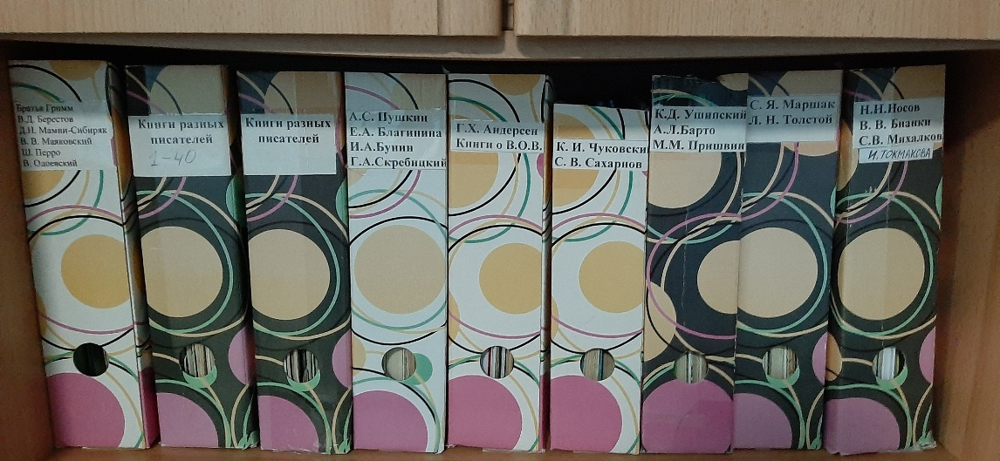 Братья Гримм
В.Д. Берестов
Д.Н. Мамин-Сибиряк
В. В. Маяковский
Ш. Перро
В. Одоевский
Книги разных
писателей
1-40
Книги разных
писателей
А.С. Пушкин
Е.А. Благинина
И.А.Бунин
Г.А.Скребицкий
Г.Х. Андерсен
Книги о В.О.В.
К. И. Чуковски
С. В. Сахарнов
К.Д. Ушинский
А.Л.Барто
М.М. Пришвин
С. Я. Маршак
Л. Н. Толстой
Н.Н.Носов
В. В. Бианки
С.В. Михалков
И. ТОКМАКОВА